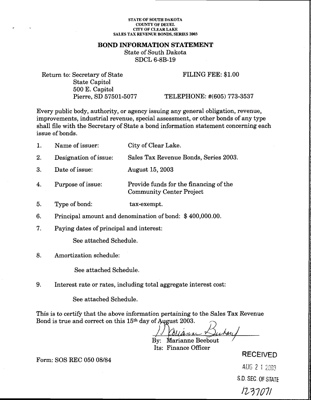 STATE OF SOUTH DAKOTA
COUNTY OF DEUEL
CITY OF CLEAR LAKE
SALES TAX REVENUE BONDS, SERIES 2003
BOND INFORMATION STATEMENT
State of South Dakota
SDCL 6-8B-19
Return to: Secretary of State FILING FEE: $1.00
State Capitol
500 E. Capitol
Pierre, SD 57501-5077 TELEPHONE: #(605) 773-3537
Every public body, authority, or agency issuing any general obligation, revenue,
improvements, industrial revenue, special assessment, or other bonds of any type
shall file with the Secretary of State a bond information statement concerning each
issue of bonds.
1. Name of issuer: City of Clear Lake.
2. Designation of issue: Sales Tax Revenue Bonds, Series 2003.
3. Date of issue: August 15, 2003
4. Purpose of issue: Provide funds for the financing of the
Community Center Project
5. Type of bond: tax-exempt.
6. Principal amount and denomination of bond: $ 400,000.00.
7. Paying dates of principal and interest:
See attached Schedule.
8. Amortization schedule:
See attached Schedule.
9. Interest rate or rates, including total aggregate interest cost:
See attached Schedule.
This is to certify that the above information pertaining to the Sales Tax Revenue
Bond is true and correct on this 15th day of August 2003.
By: Marianne Beebout
Its: Finance Officer
RECEIVED
Form: SOS REC 050 08/84
AUG 21 2003
S.D. SEC. OF STATE
1237071